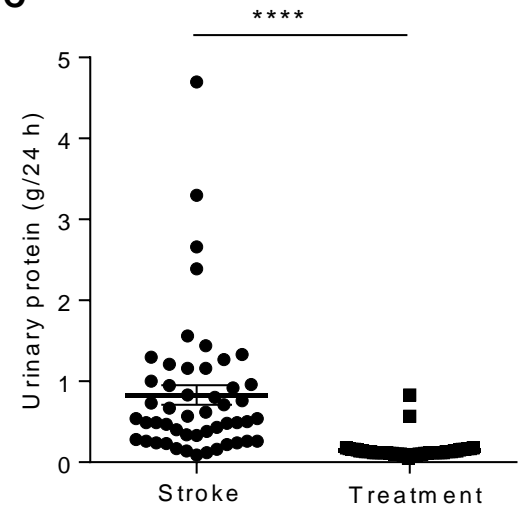 ****
5
4
3
2
1
0
Urinary protein (g/24 h)
Stroke
Treatment